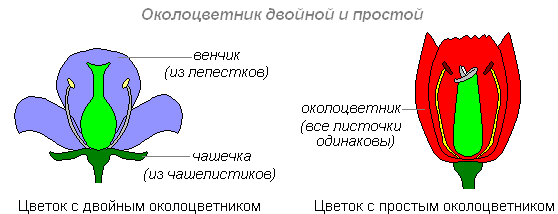 Околоцветник двойной и простой
венчик
(из лепестков)
чашечка
(из чашелистиков)
Цветок с двойным околоцветником
околоцветник
(все листочки
одинаковы)
Цветок с простым околоцветником